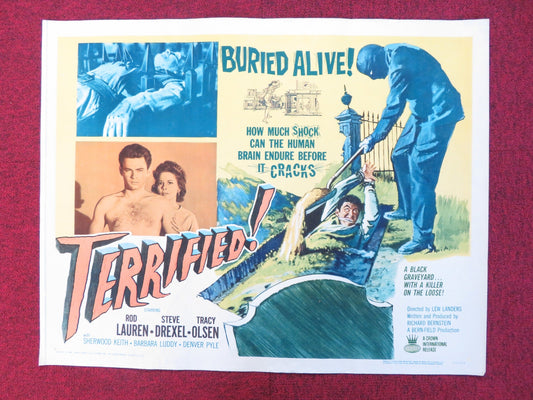 BURIED ALIVE!
HOW MUCH SHOCK
CAN THE HUMAN
BRAIN ENDURE BEFORE
IT CRACKS
TERRIFIED!
STARRING
ROD LAUREN • STEVE DREXEL • TRACY OLSEN
WITH
SHERWOOD KEITH • BARBARA LUDDY • DENVER PYLE
A BLACK
GRAVEYARD...
WITH A KILLER
ON THE LOOSE!
Directed by LEW LANDERS
Written and Produced by
RICHARD BERNSTEIN
A BERN-FIELD Production
A CROWN
INTERNATIONAL
RELEASE